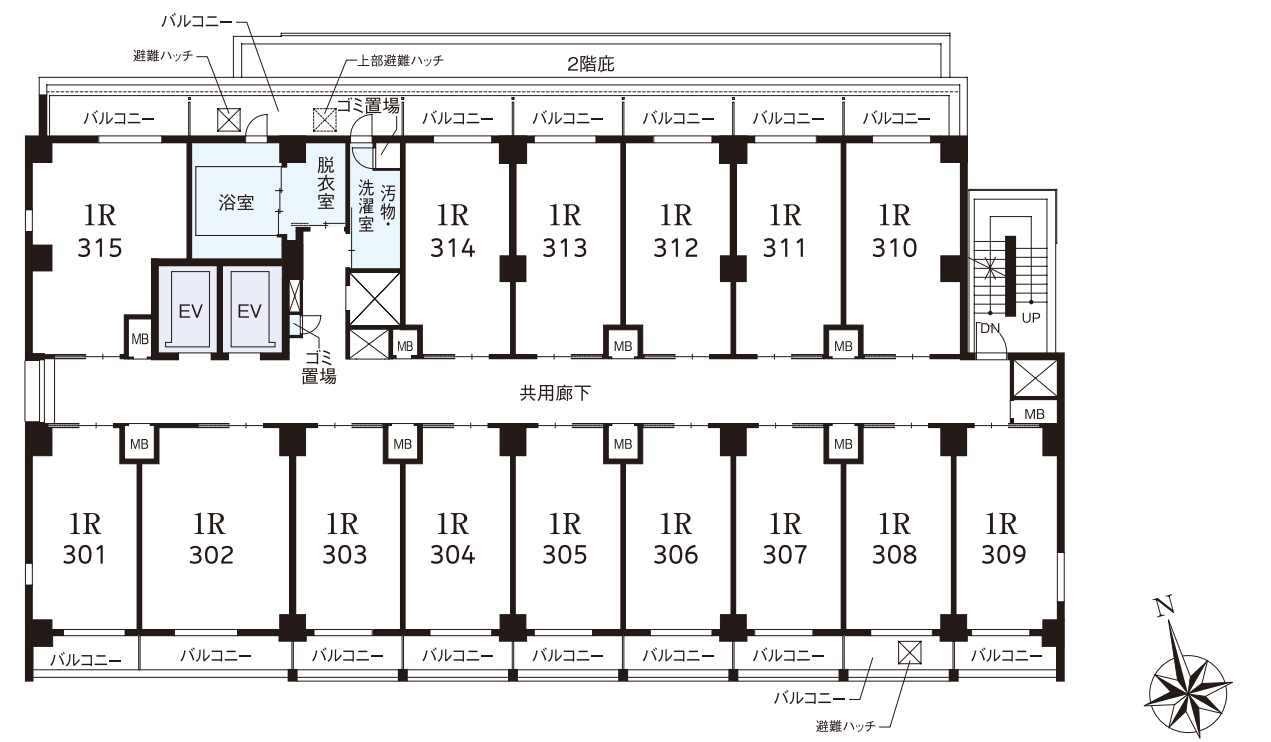 バルコニー
避難ハッチ
上部避難ハッチ
2階庇
ゴミ置場
バルコニー
バルコニー
バルコニー
バルコニー
バルコニー
バルコニー
浴室
脱衣室
汚物・
洗濯室
1R
315
1R
314
1R
313
1R
312
1R
311
1R
310
EV
EV
MB
MB
MB
MB
DN
UP
ゴミ
置場
共用廊下
MB
MB
MB
MB
MB
1R
301
1R
302
1R
303
1R
304
1R
305
1R
306
1R
307
1R
308
1R
309
バルコニー
バルコニー
バルコニー
バルコニー
バルコニー
バルコニー
バルコニー
バルコニー
バルコニー
避難ハッチ
N